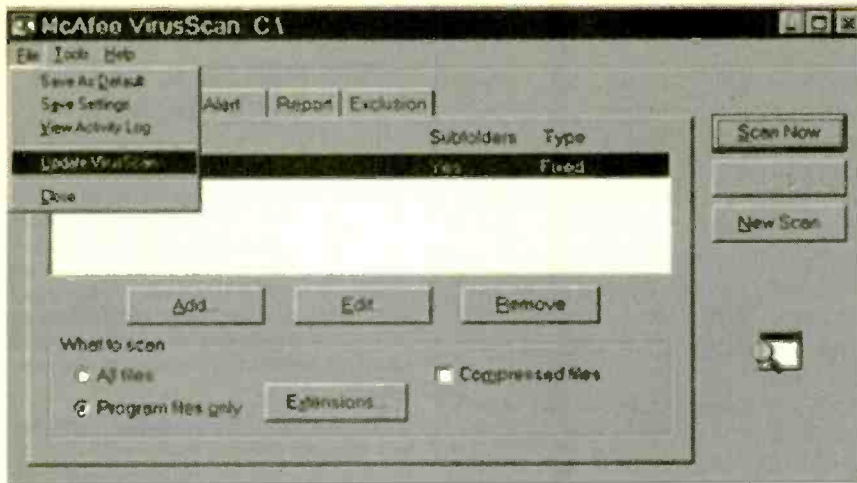 McAfee VirusScan C:\
File Tools Help
Save As Default
Save Settings
View Activity Log
Update VirusScan...
Close
Alert Report Exclusion
Subfolders Type
Yes Fixed
Scan Now
New Scan
Add... Edit... Remove
What to scan
All files
Compressed files
Program files only
Extensions...